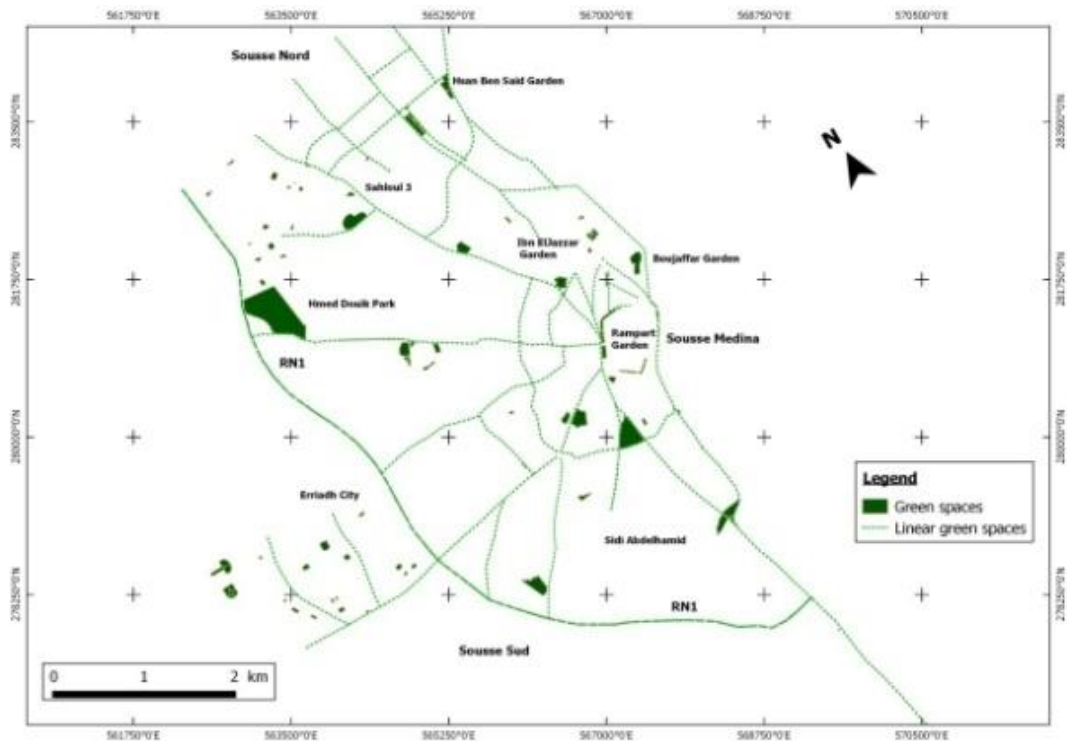 561750°0'E 563500°0'E 565250°0'E 567000°0'E 568750°0'E 570500°0'E
Sousse Nord
Hsan Ben Said Garden
283500°0'N
283500°0'N
N
Sahloul 3
Ibn ElJazzar
Garden
Boujaffar Garden
281750°0'N
281750°0'N
Hmed Douik Park
Rampart
Garden
Sousse Medina
RN1
280000°0'N
280000°0'N
Legend
Green spaces
Linear green spaces
Erriadh City
Sidi Abdelhamid
278250°0'N
278250°0'N
RN1
Sousse Sud
0 1 2 km
561750°0'E 563500°0'E 565250°0'E 567000°0'E 568750°0'E 570500°0'E